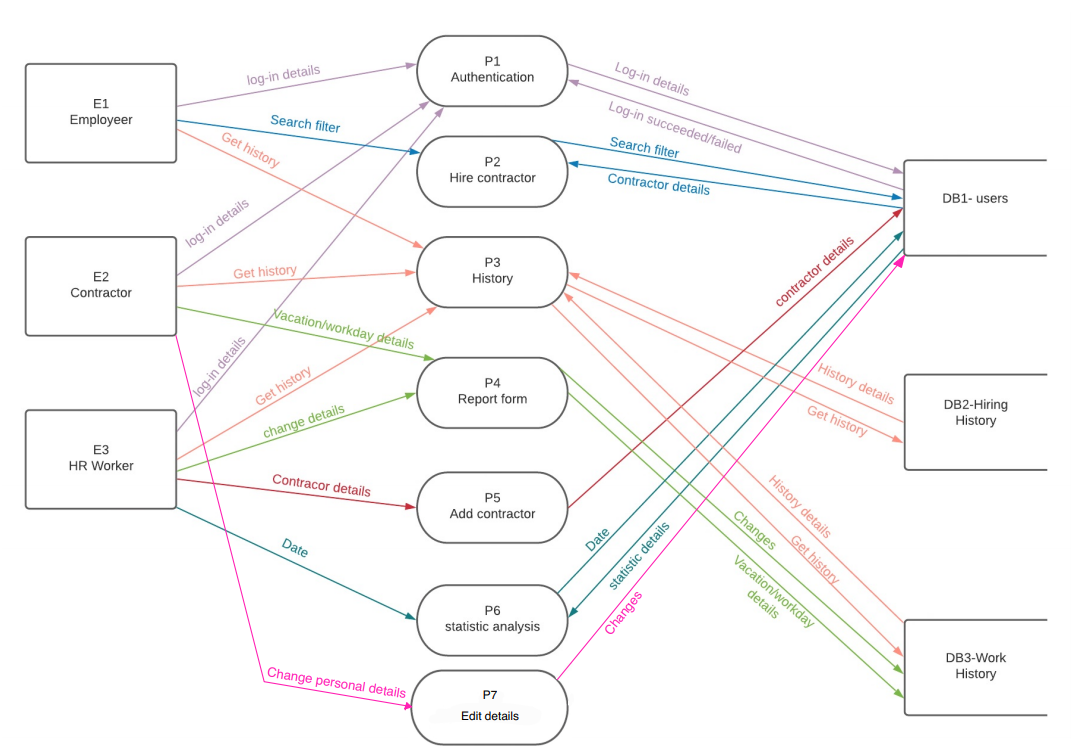 E1
Employeer
E2
Contractor
E3
HR Worker
log-in details
Search filter
Get history
log-in details
Get history
Vacation/workday details
log-in details
Get history
change details
Contracor details
Date
Change personal details
P1
Authentication
P2
Hire contractor
P3
History
P4
Report form
P5
Add contractor
P6
statistic analysis
P7
Edit details
Log-in details
Log-in succeeded/failed
Search filter
Contractor details
contractor details
History details
Get history
History details
Get history
Changes
Vacation/workday
details
Date
statistic details
Changes
DB1- users
DB2-Hiring
History
DB3-Work
History